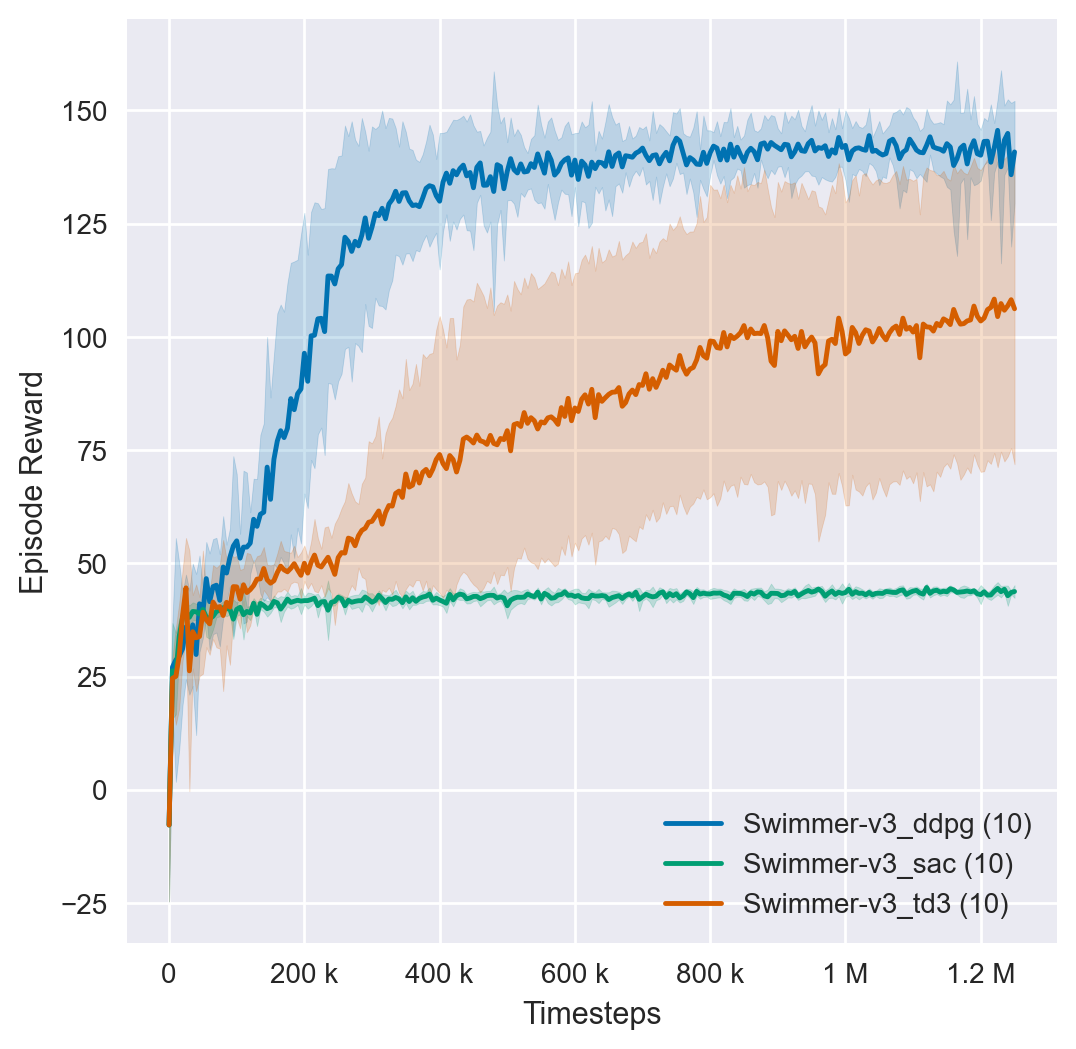 150
125
100
75
50
25
0
−25
Episode Reward
Swimmer-v3_ddpg (10)
Swimmer-v3_sac (10)
Swimmer-v3_td3 (10)
0 200 k 400 k 600 k 800 k 1 M 1.2 M
Timesteps